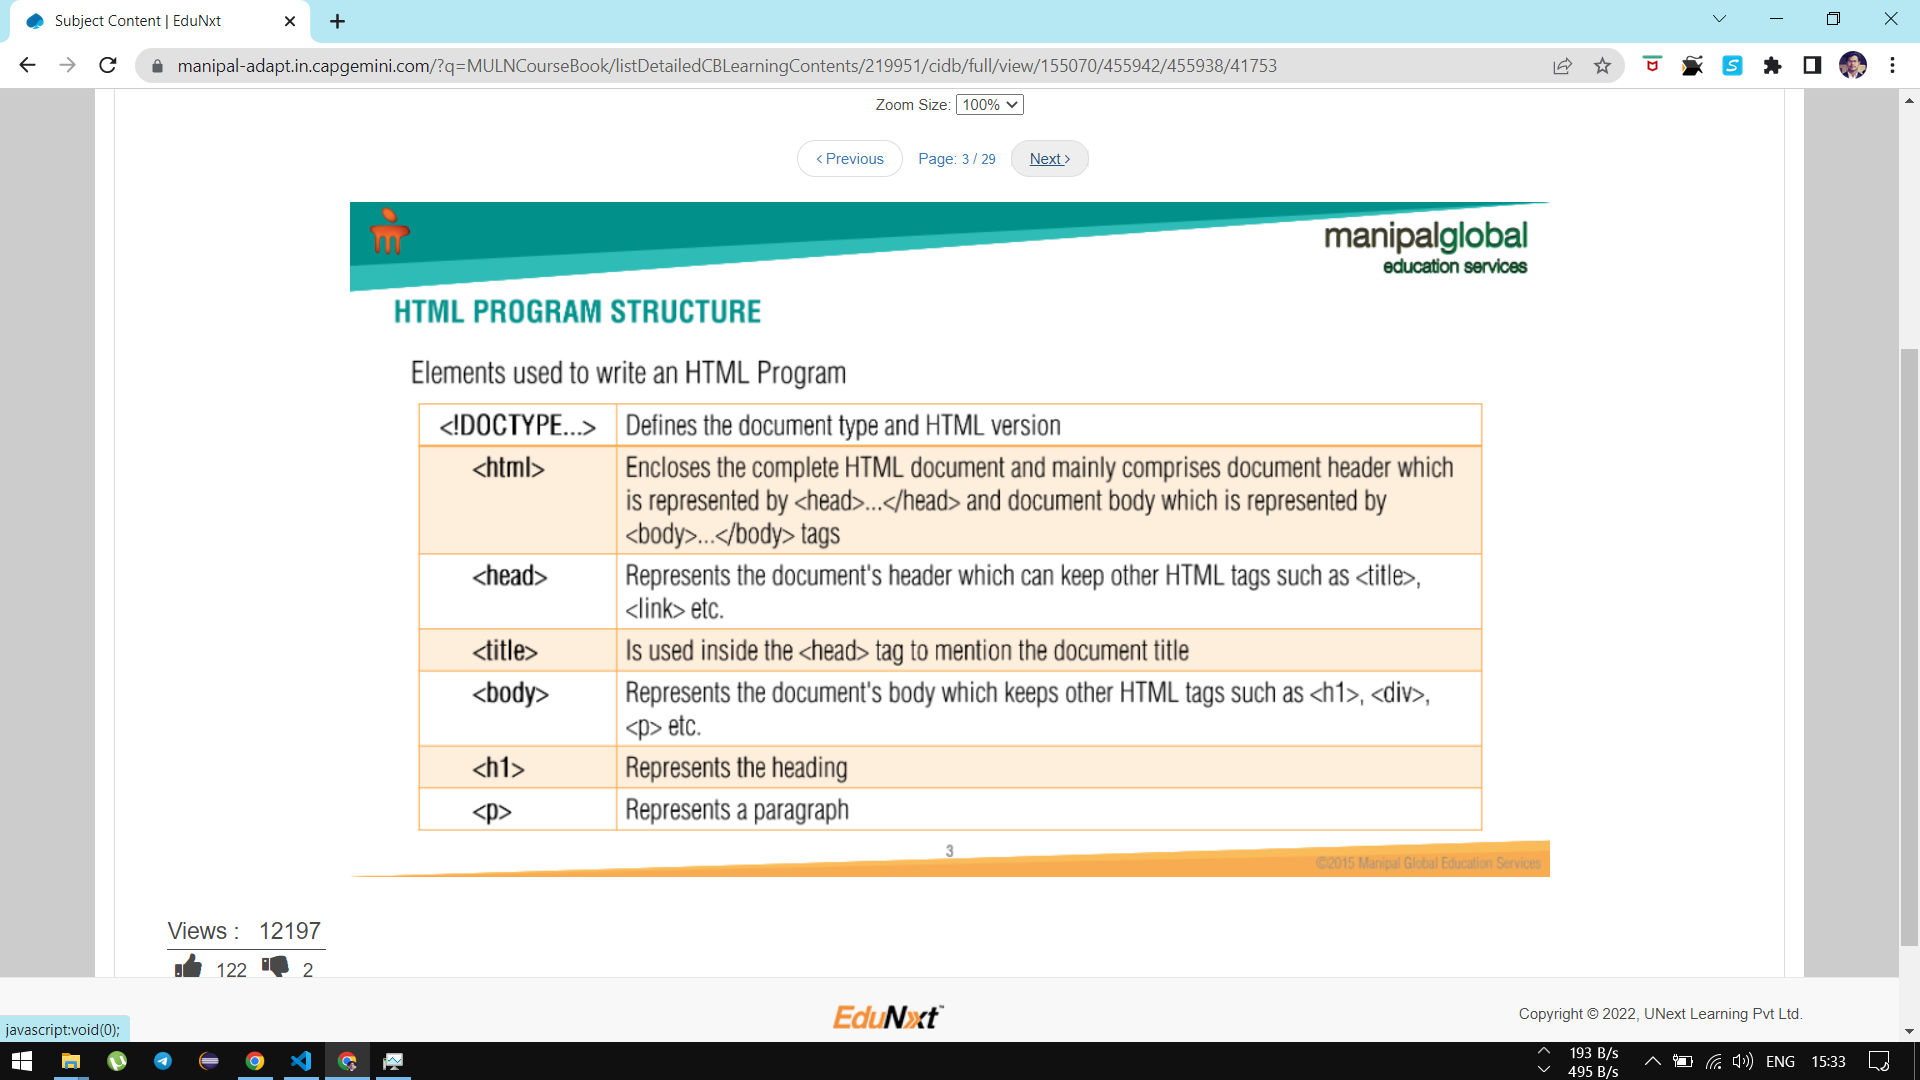 Subject Content | EduNxt
manipal-adapt.in.capgemini.com/?q=MULNCourseBook/listDetailedCBLearningContents/219951/cidb/full/view/155070/455942/455938/41753
Zoom Size: 100%
‹ Previous Page: 3 / 29 Next ›
manipalglobal
education services
HTML PROGRAM STRUCTURE
Elements used to write an HTML Program
<!DOCTYPE...> Defines the document type and HTML version
<html> Encloses the complete HTML document and mainly comprises document header which
is represented by <head>...</head> and document body which is represented by
<body>...</body> tags
<head> Represents the document's header which can keep other HTML tags such as <title>,
<link> etc.
<title> Is used inside the <head> tag to mention the document title
<body> Represents the document's body which keeps other HTML tags such as <h1>, <div>,
<p> etc.
<h1> Represents the heading
<p> Represents a paragraph
3
©2015 Manipal Global Education Services
Views : 12197
122 2
EduNxt™
Copyright © 2022, UNext Learning Pvt Ltd.
javascript:void(0);
193 B/s
495 B/s
ENG 15:33